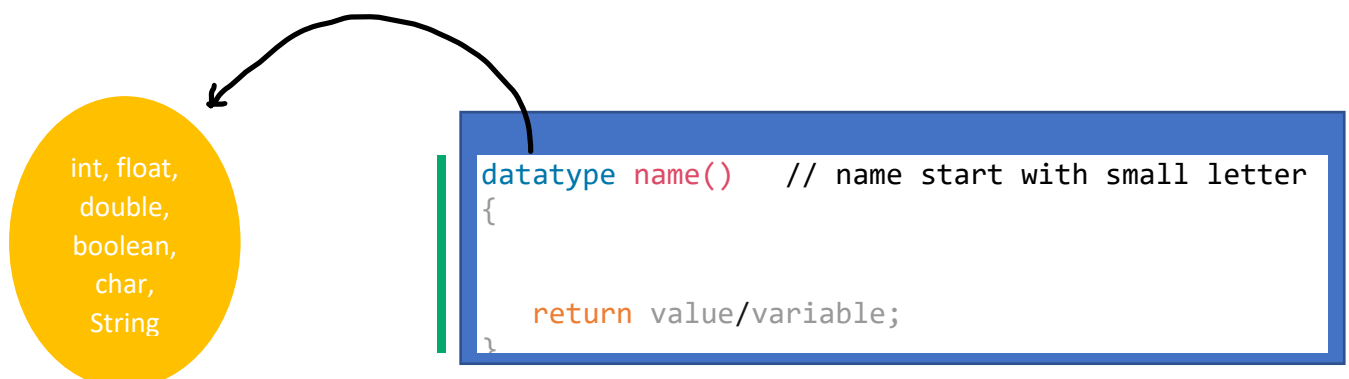 int, float,
double,
boolean,
char,
String
datatype name()   // name start with small letter
{
return value/variable;
}